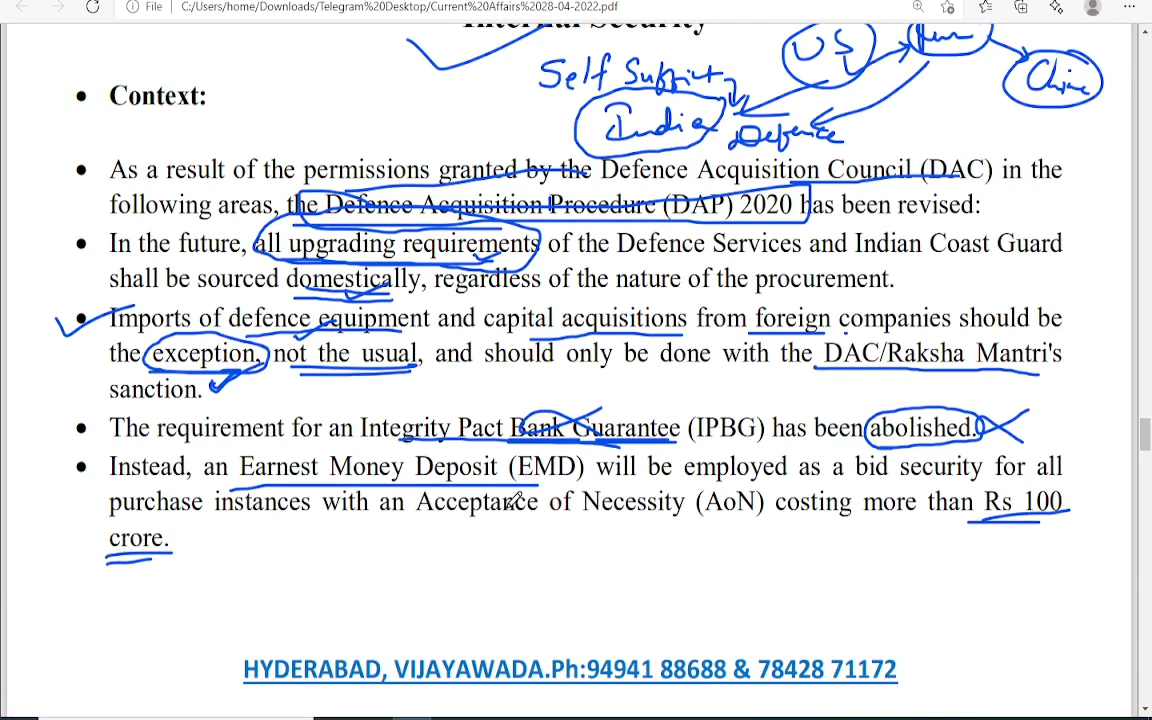 File
C:/Users/home/Downloads/Telegram%20Desktop/Current%20Affairs%2028-04-2022.pdf
Internal Security
US
China
Self
India
Defence
• Context:
• As a result of the permissions granted by the Defence Acquisition Council (DAC) in the
following areas, the Defence Acquisition Procedure (DAP) 2020 has been revised:
• In the future, all upgrading requirements of the Defence Services and Indian Coast Guard
shall be sourced domestically, regardless of the nature of the procurement.
• Imports of defence equipment and capital acquisitions from foreign companies should be
the exception, not the usual, and should only be done with the DAC/Raksha Mantri's
sanction.
• The requirement for an Integrity Pact Bank Guarantee (IPBG) has been abolished.
• Instead, an Earnest Money Deposit (EMD) will be employed as a bid security for all
purchase instances with an Acceptance of Necessity (AoN) costing more than Rs 100
crore.
HYDERABAD, VIJAYAWADA.Ph:94941 88688 & 78428 71172